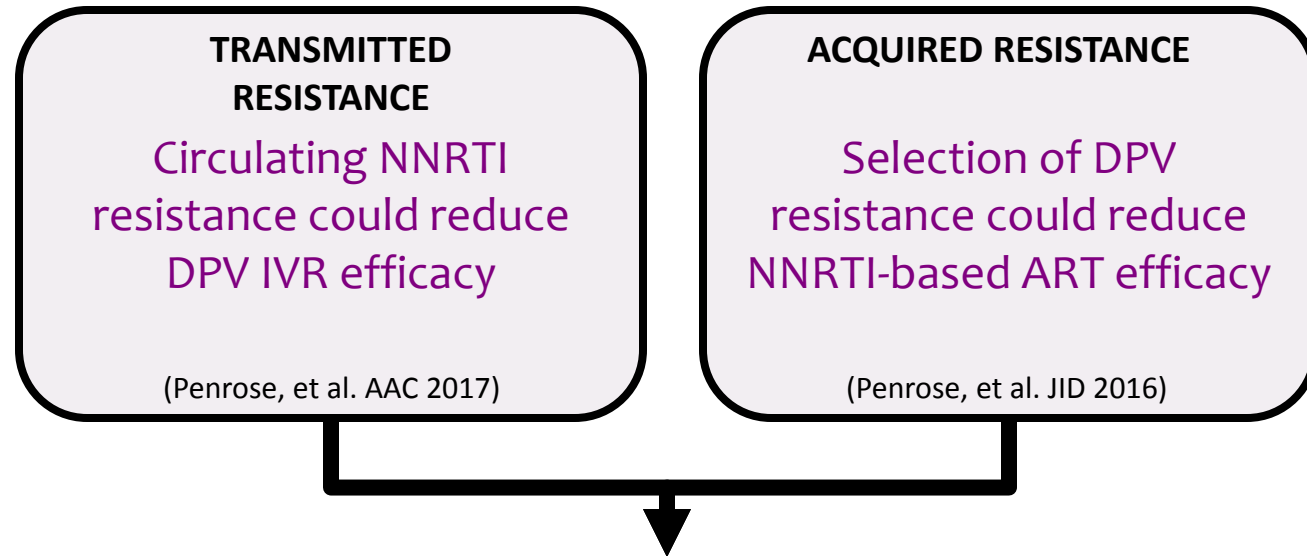 TRANSMITTED
RESISTANCE
Circulating NNRTI
resistance could reduce
DPV IVR efficacy
(Penrose, et al. AAC 2017)
ACQUIRED RESISTANCE
Selection of DPV
resistance could reduce
NNRTI-based ART efficacy
(Penrose, et al. JID 2016)